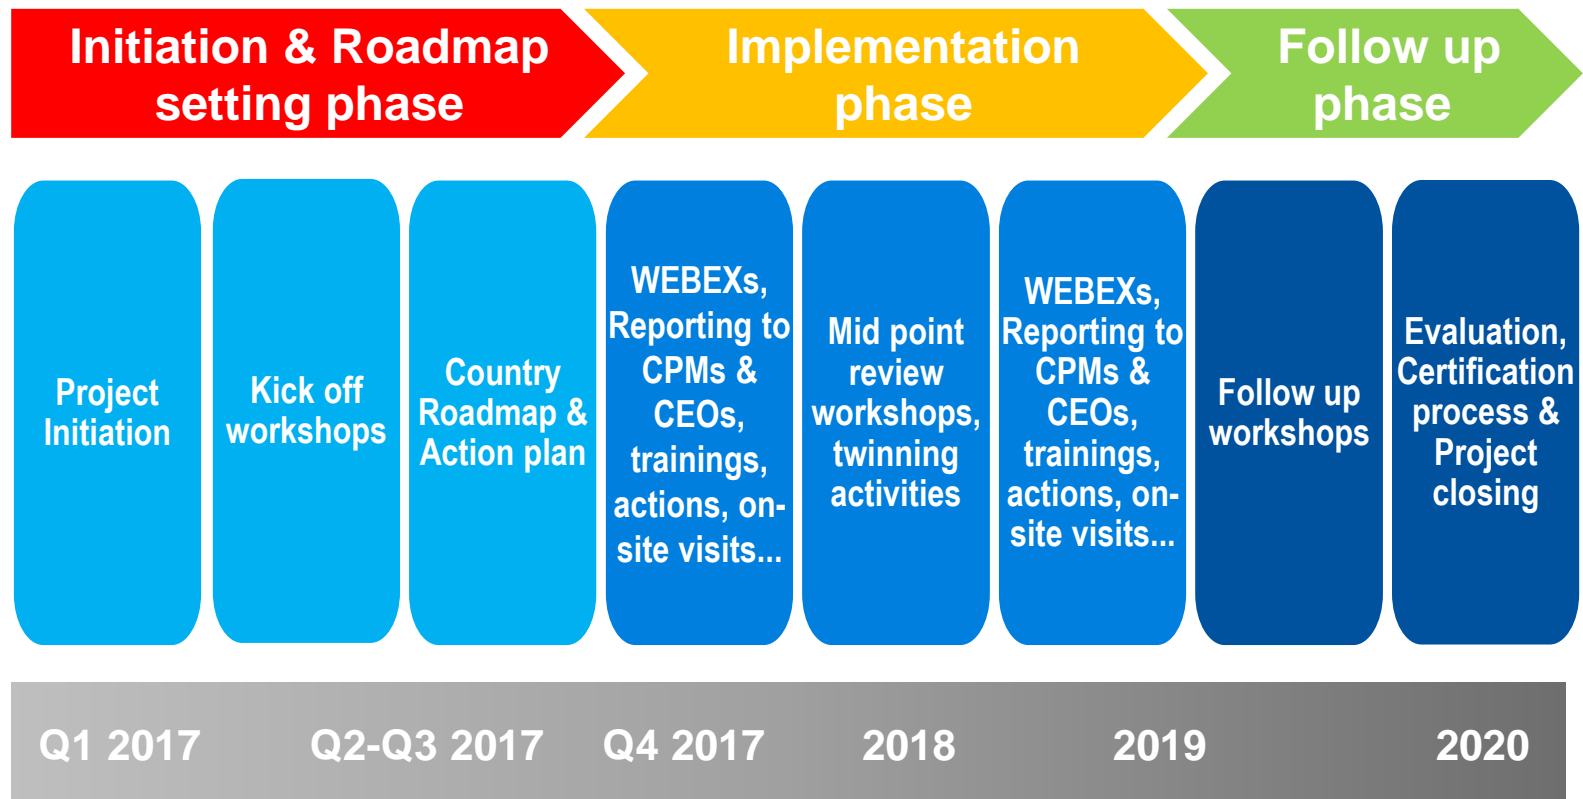 Initiation & Roadmap
setting phase
Implementation
phase
Follow up
phase
Project
Initiation
Kick off
workshops
Country
Roadmap &
Action plan
WEBEXs,
Reporting to
CPMs &
CEOs,
trainings,
actions, on-
site visits...
Mid point
review
workshops,
twinning
activities
WEBEXs,
Reporting to
CPMs &
CEOs,
trainings,
actions, on-
site visits...
Follow up
workshops
Evaluation,
Certification
process &
Project
closing
Q1 2017
Q2-Q3 2017
Q4 2017
2018
2019
2020